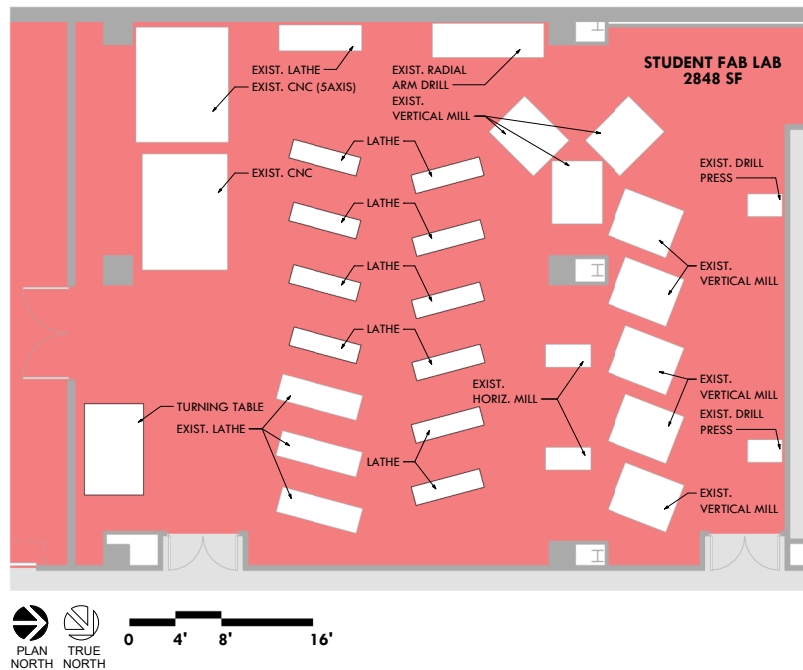 STUDENT FAB LAB
2848 SF
EXIST. LATHE
EXIST. CNC (5AXIS)
EXIST. RADIAL
ARM DRILL
EXIST.
VERTICAL MILL
LATHE
EXIST. CNC
EXIST. DRILL
PRESS
LATHE
LATHE
EXIST.
VERTICAL MILL
LATHE
EXIST.
HORIZ. MILL
EXIST.
VERTICAL MILL
TURNING TABLE
EXIST. LATHE
EXIST. DRILL
PRESS
LATHE
EXIST.
VERTICAL MILL
PLAN
NORTH
TRUE
NORTH
0 4' 8' 16'